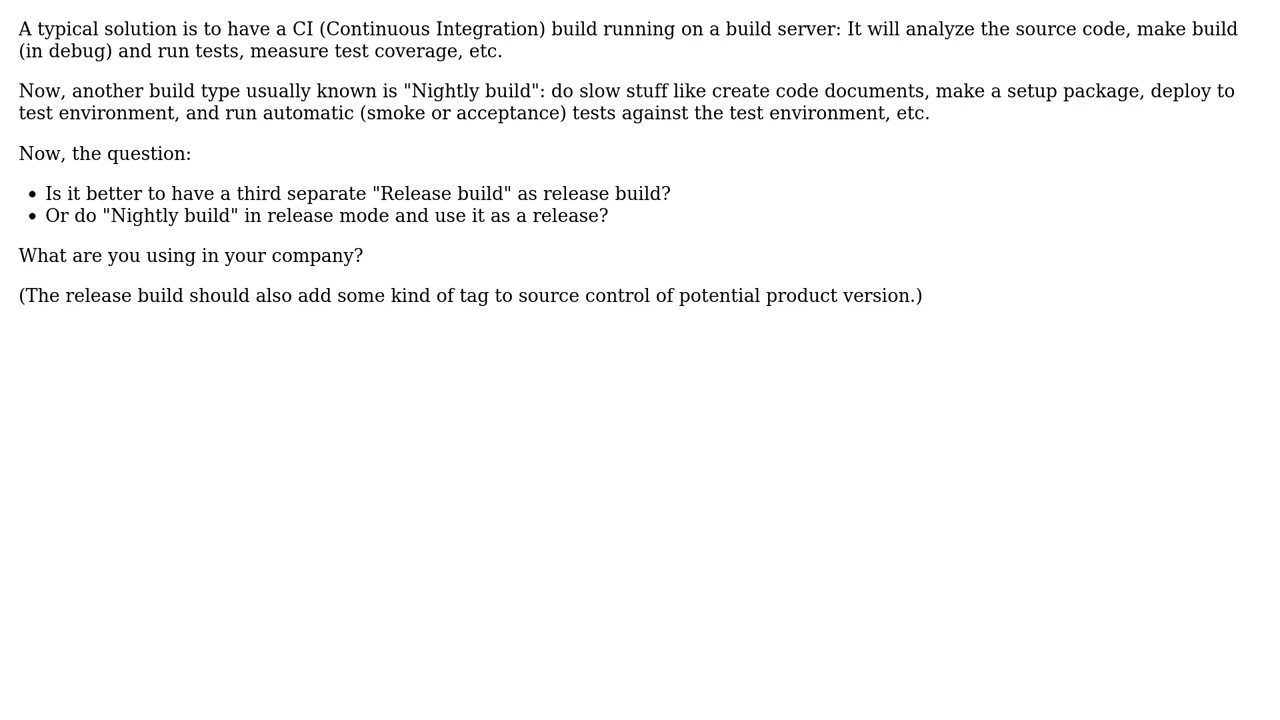 A typical solution is to have a CI (Continuous Integration) build running on a build server: It will analyze the source code, make build
(in debug) and run tests, measure test coverage, etc.
Now, another build type usually known is "Nightly build": do slow stuff like create code documents, make a setup package, deploy to
test environment, and run automatic (smoke or acceptance) tests against the test environment, etc.
Now, the question:
• Is it better to have a third separate "Release build" as release build?
• Or do "Nightly build" in release mode and use it as a release?
What are you using in your company?
(The release build should also add some kind of tag to source control of potential product version.)